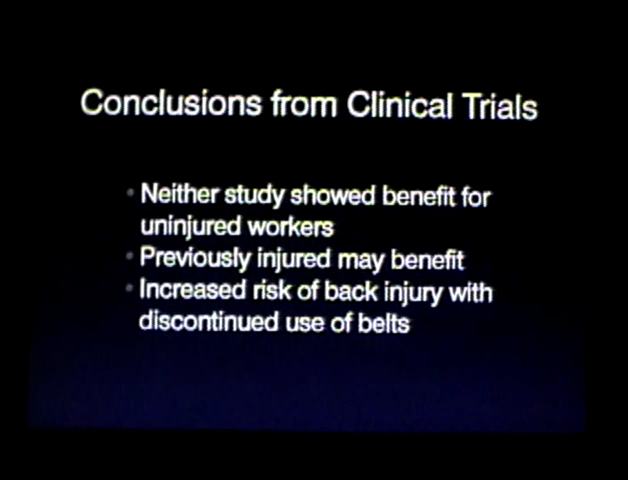 Conclusions from Clinical Trials
• Neither study showed benefit for
uninjured workers
• Previously injured may benefit
• Increased risk of back injury with
discontinued use of belts